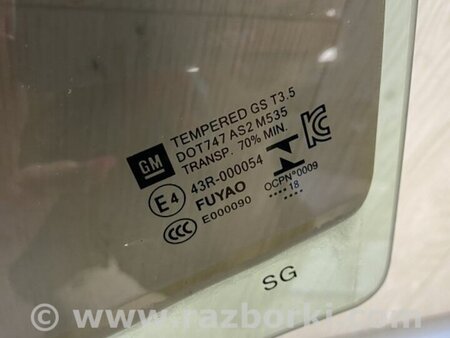 TEMPERED GS T3.5
DOT747 AS2 M535
TRANSP. 70% MIN.
GM
E4
43R-000054
FUYAO
E000090
CCC
KC
OCPN°0009
.... 18 ....
SG
© www.razborki.com